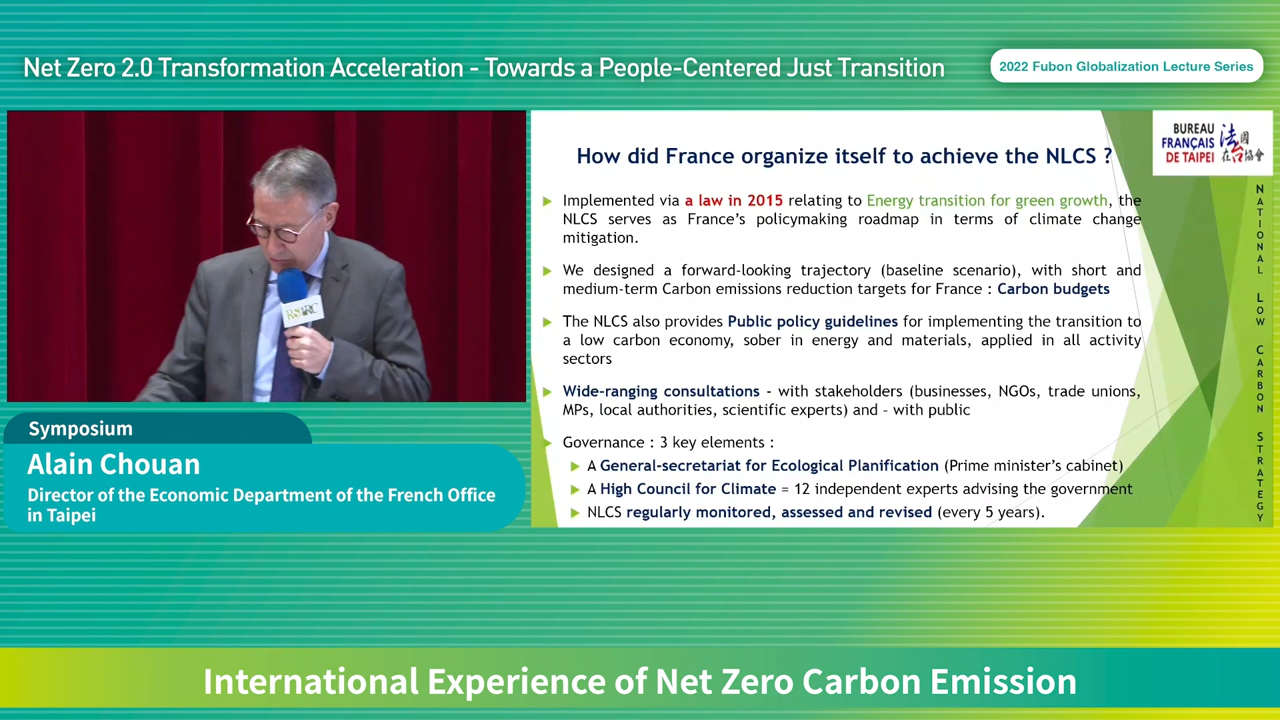 Net Zero 2.0 Transformation Acceleration - Towards a People-Centered Just Transition
2022 Fubon Globalization Lecture Series
RSPRC
Symposium
Alain Chouan
Director of the Economic Department of the French Office
in Taipei
How did France organize itself to achieve the NLCS ?
BUREAU
FRANÇAIS
DE TAIPEI
法國
在台協會
Implemented via a law in 2015 relating to Energy transition for green growth, the
NLCS serves as France's policymaking roadmap in terms of climate change
mitigation.
We designed a forward-looking trajectory (baseline scenario), with short and
medium-term Carbon emissions reduction targets for France : Carbon budgets
The NLCS also provides Public policy guidelines for implementing the transition to
a low carbon economy, sober in energy and materials, applied in all activity
sectors
Wide-ranging consultations - with stakeholders (businesses, NGOs, trade unions,
MPs, local authorities, scientific experts) and – with public
Governance : 3 key elements :
A General-secretariat for Ecological Planification (Prime minister's cabinet)
A High Council for Climate = 12 independent experts advising the government
NLCS regularly monitored, assessed and revised (every 5 years).
NATIONAL LOW CARBON STRATEGY
International Experience of Net Zero Carbon Emission